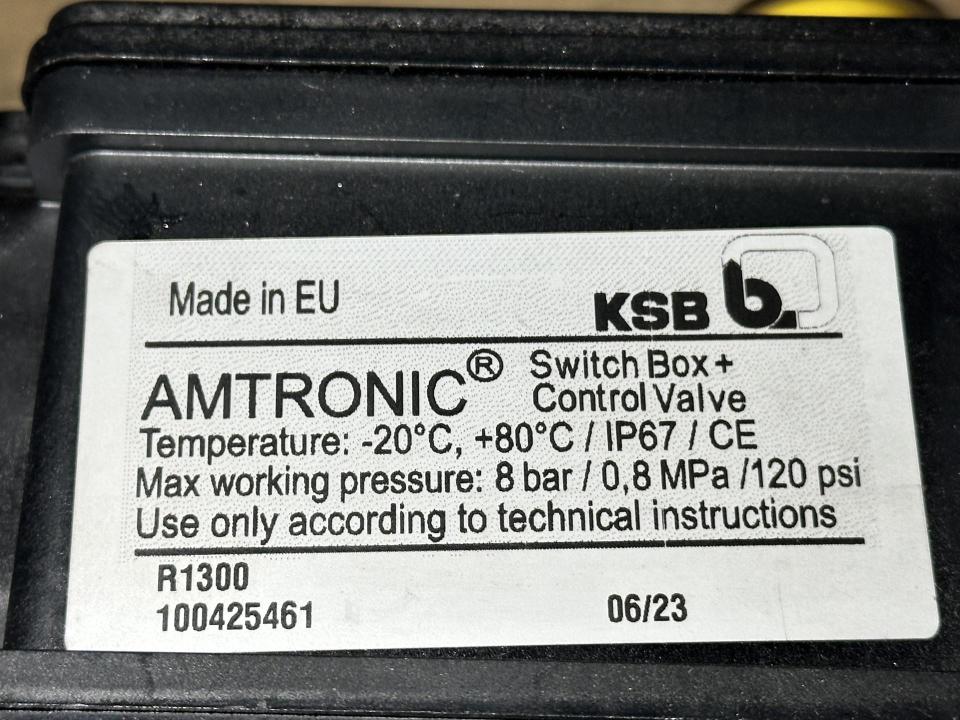 Made in EU
KSB b.
AMTRONIC® Switch Box +
Control Valve
Temperature: -20°C, +80°C / IP67 / CE
Max working pressure: 8 bar / 0,8 MPa /120 psi
Use only according to technical instructions
R1300
100425461
06/23